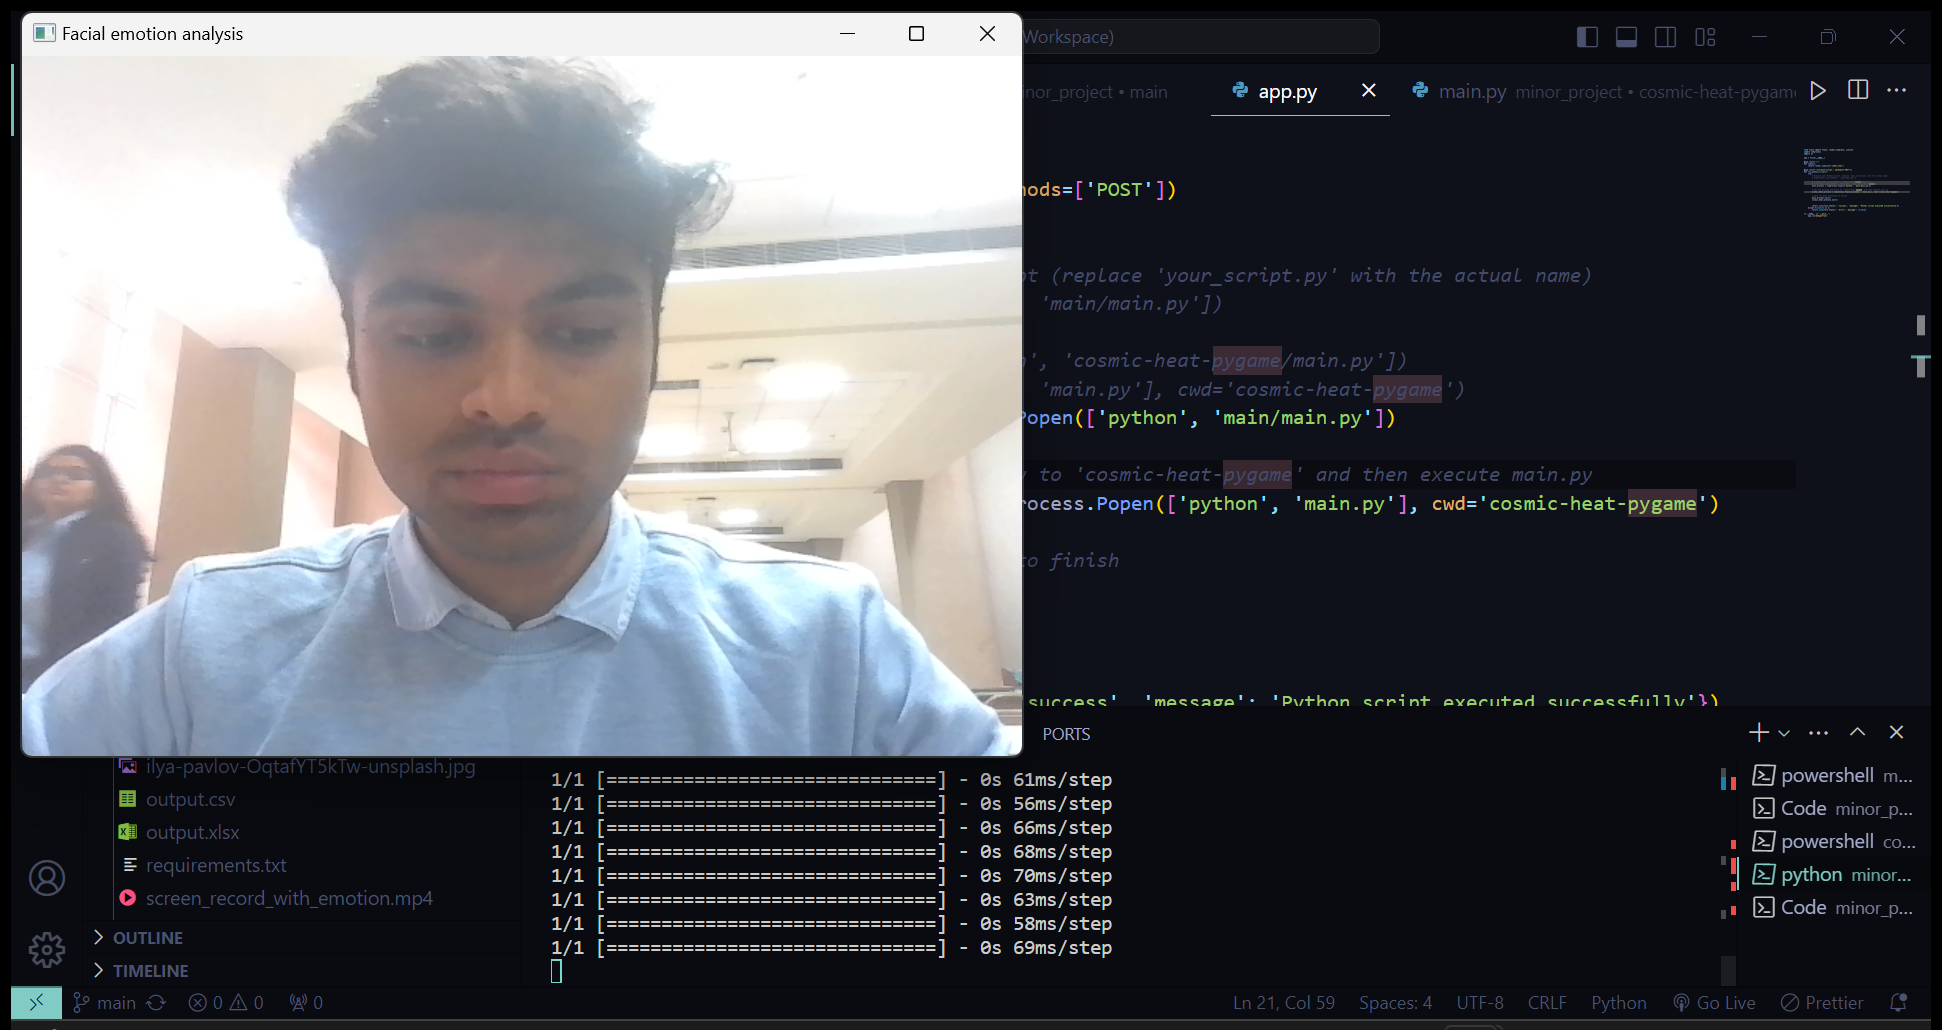 Facial emotion analysis
Workspace)
inor_project • main
app.py
main.py minor_project • cosmic-heat-pygame
nods=['POST'])
pt (replace 'your_script.py' with the actual name)
'main/main.py'])
n', 'cosmic-heat-pygame/main.py'])
'main.py'], cwd='cosmic-heat-pygame')
Popen(['python', 'main/main.py'])
y to 'cosmic-heat-pygame' and then execute main.py
rocess.Popen(['python', 'main.py'], cwd='cosmic-heat-pygame')
to finish
success', 'message': 'Python script executed successfully'})
PORTS
ilya-pavlov-OqtafYT5kTw-unsplash.jpg
output.csv
output.xlsx
requirements.txt
screen_record_with_emotion.mp4
OUTLINE
TIMELINE
1/1 [==============================] - 0s 61ms/step
1/1 [==============================] - 0s 56ms/step
1/1 [==============================] - 0s 66ms/step
1/1 [==============================] - 0s 68ms/step
1/1 [==============================] - 0s 70ms/step
1/1 [==============================] - 0s 63ms/step
1/1 [==============================] - 0s 58ms/step
1/1 [==============================] - 0s 69ms/step
powershell m...
Code minor_p...
powershell co...
python minor...
Code minor_p...
main 0 0 0
Ln 21, Col 59 Spaces: 4 UTF-8 CRLF Python Go Live Prettier